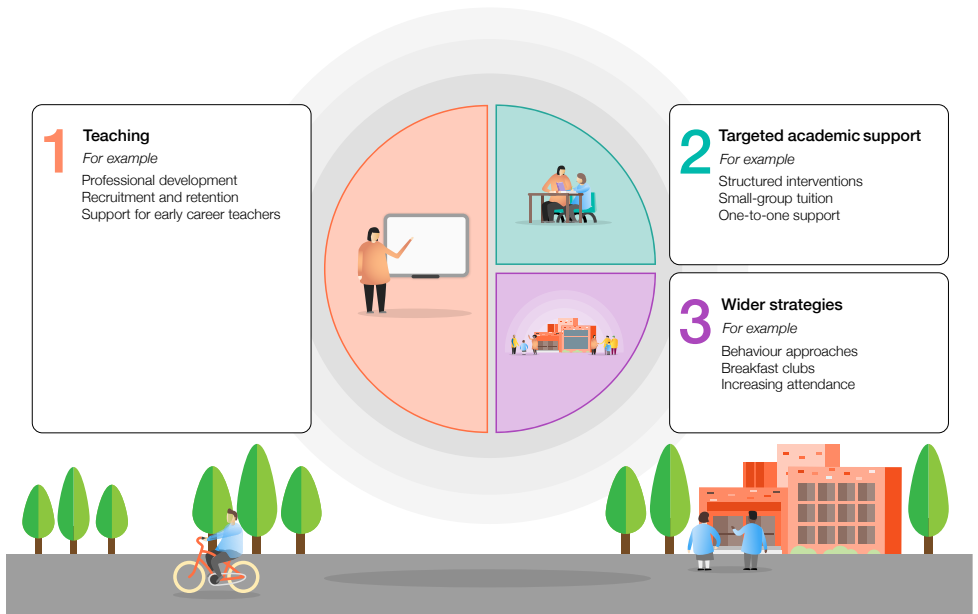 1
Teaching
For example
Professional development
Recruitment and retention
Support for early career teachers
2
Targeted academic support
For example
Structured interventions
Small-group tuition
One-to-one support
3
Wider strategies
For example
Behaviour approaches
Breakfast clubs
Increasing attendance